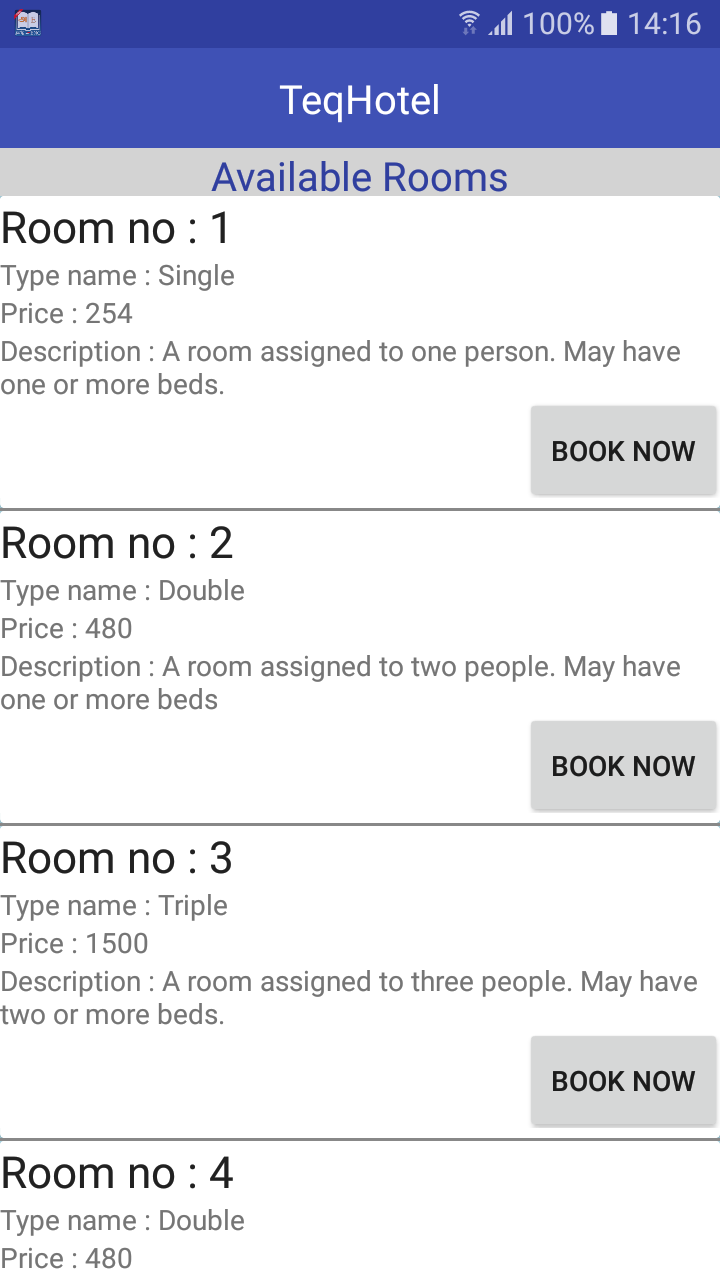 100% 14:16
TeqHotel
Available Rooms
Room no : 1
Type name : Single
Price : 254
Description : A room assigned to one person. May have
one or more beds.
BOOK NOW
Room no : 2
Type name : Double
Price : 480
Description : A room assigned to two people. May have
one or more beds
BOOK NOW
Room no : 3
Type name : Triple
Price : 1500
Description : A room assigned to three people. May have
two or more beds.
BOOK NOW
Room no : 4
Type name : Double
Price : 480